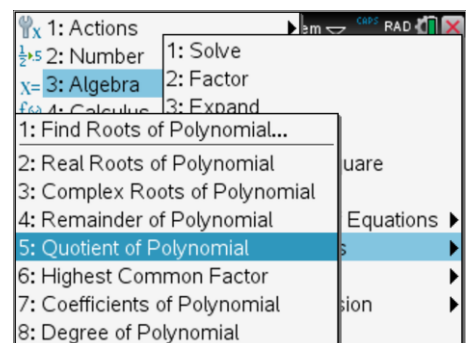 1: Actions
2: Number
3: Algebra
CAPS RAD
1: Solve
2: Factor
3: Expand
1: Find Roots of Polynomial...
2: Real Roots of Polynomial
3: Complex Roots of Polynomial
4: Remainder of Polynomial
Equations
5: Quotient of Polynomial
6: Highest Common Factor
7: Coefficients of Polynomial
8: Degree of Polynomial